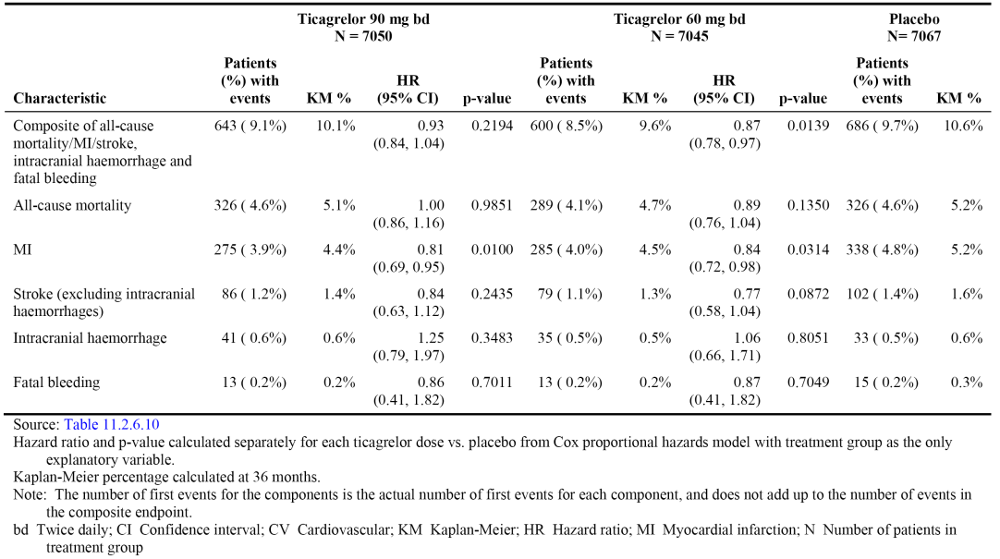 Ticagrelor 90 mg bd Ticagrelor 60 mg bd Placebo
N = 7050 N = 7045 N= 7067
Patients Patients Patients
(%) with HR (%) with HR (%) with
Characteristic events KM % (95% CI) p-value events KM % (95% CI) p-value events KM %
Composite of all-cause 643 ( 9.1%) 10.1% 0.93 0.2194 600 ( 8.5%) 9.6% 0.87 0.0139 686 ( 9.7%) 10.6%
mortality/MI/stroke, (0.84, 1.04) (0.78, 0.97)
intracranial haemorrhage and
fatal bleeding
All-cause mortality 326 ( 4.6%) 5.1% 1.00 0.9851 289 ( 4.1%) 4.7% 0.89 0.1350 326 ( 4.6%) 5.2%
(0.86, 1.16) (0.76, 1.04)
MI 275 ( 3.9%) 4.4% 0.81 0.0100 285 ( 4.0%) 4.5% 0.84 0.0314 338 ( 4.8%) 5.2%
(0.69, 0.95) (0.72, 0.98)
Stroke (excluding intracranial 86 ( 1.2%) 1.4% 0.84 0.2435 79 ( 1.1%) 1.3% 0.77 0.0872 102 ( 1.4%) 1.6%
haemorrhages) (0.63, 1.12) (0.58, 1.04)
Intracranial haemorrhage 41 ( 0.6%) 0.6% 1.25 0.3483 35 ( 0.5%) 0.5% 1.06 0.8051 33 ( 0.5%) 0.6%
(0.79, 1.97) (0.66, 1.71)
Fatal bleeding 13 ( 0.2%) 0.2% 0.86 0.7011 13 ( 0.2%) 0.2% 0.87 0.7049 15 ( 0.2%) 0.3%
(0.41, 1.82) (0.41, 1.82)
Source: Table 11.2.6.10
Hazard ratio and p-value calculated separately for each ticagrelor dose vs. placebo from Cox proportional hazards model with treatment group as the only
explanatory variable.
Kaplan-Meier percentage calculated at 36 months.
Note: The number of first events for the components is the actual number of first events for each component, and does not add up to the number of events in
the composite endpoint.
bd Twice daily; CI Confidence interval; CV Cardiovascular; KM Kaplan-Meier; HR Hazard ratio; MI Myocardial infarction; N Number of patients in
treatment group